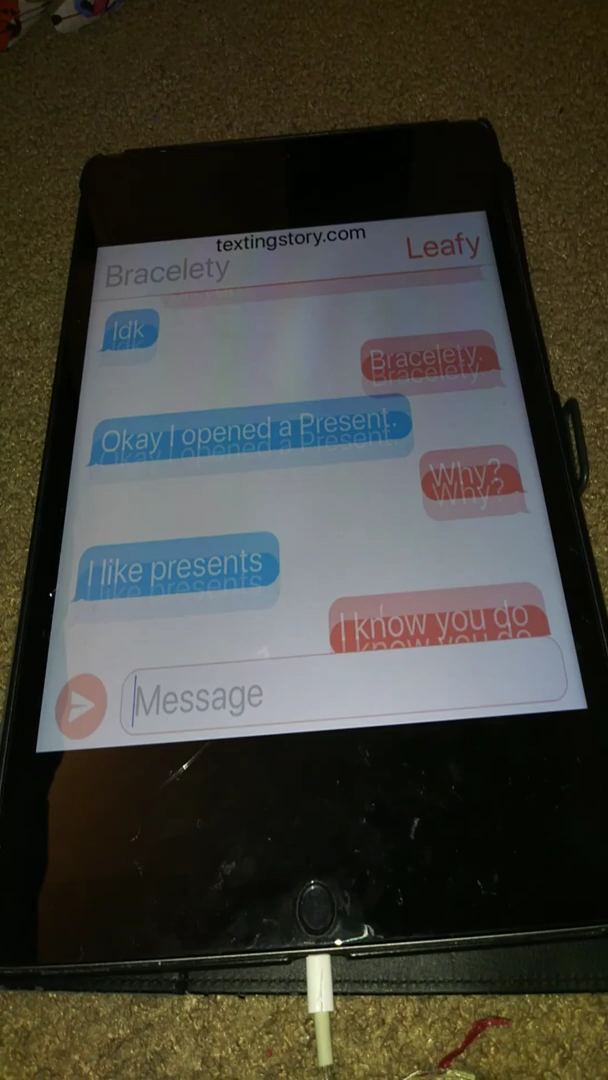 textingstory.com
Bracelety
Leafy
Idk
Bracelety.
Okay I opened a Present.
Why?
I like presents
I know you do
Message